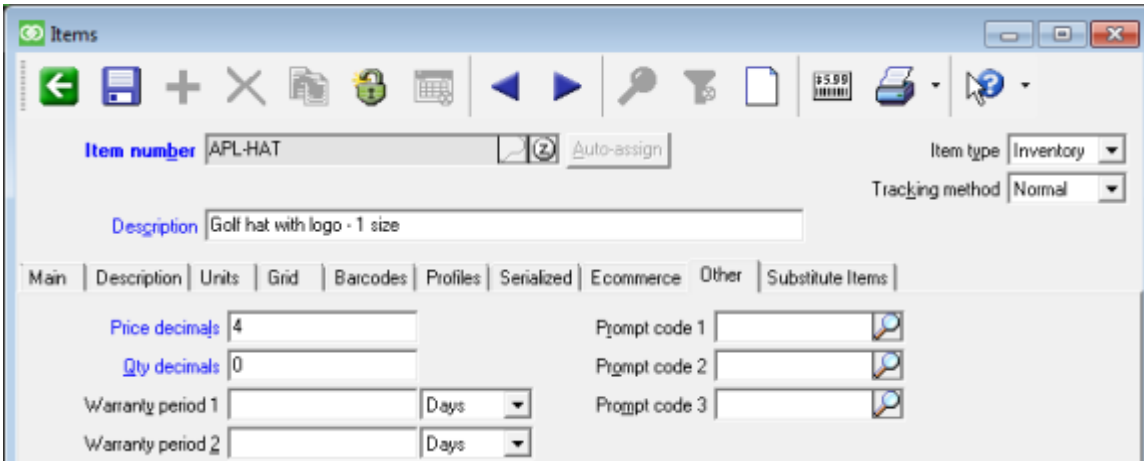 Items
$5.99
Item number APL-HAT Z Auto-assign Item type Inventory
Tracking method Normal
Description Golf hat with logo - 1 size
Main Description Units Grid Barcodes Profiles Serialized Ecommerce Other Substitute Items
Price decimals 4 Prompt code 1
Qty decimals 0 Prompt code 2
Warranty period 1 Days Prompt code 3
Warranty period 2 Days